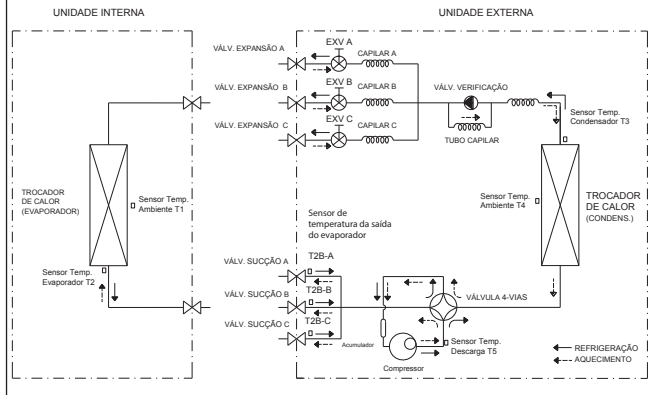 UNIDADE INTERNA
UNIDADE EXTERNA
VÁLV. EXPANSÃO A
EXV A
CAPILAR A
VÁLV. EXPANSÃO B
EXV B
CAPILAR B
VÁLV. VERIFICAÇÃO
VÁLV. EXPANSÃO C
EXV C
CAPILAR C
TUBO CAPILAR
Sensor Temp.
Condensador T3
TROCADOR
DE CALOR
(EVAPORADOR)
Sensor Temp.
Ambiente T1
Sensor Temp.
Evaporador T2
Sensor de
temperatura da saída
do evaporador
Sensor Temp.
Ambiente T4
TROCADOR
DE CALOR
(CONDENS.)
VÁLV. SUCÇÃO A
T2B-A
VÁLV. SUCÇÃO B
T2B-B
VÁLV. SUCÇÃO C
T2B-C
VÁLVULA 4-VIAS
Acumulador
Compressor
Sensor Temp.
Descarga T5
REFRIGERAÇÃO
AQUECIMENTO